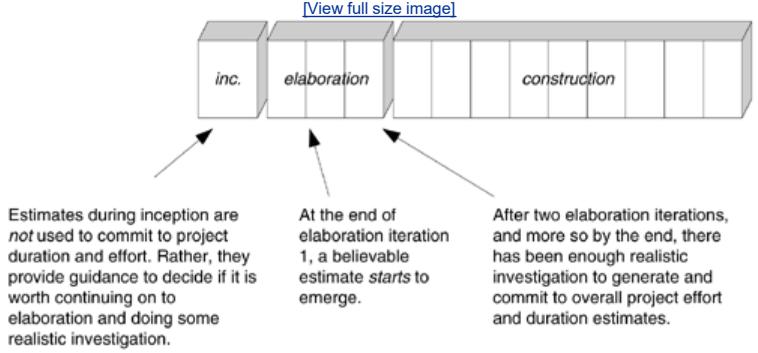 [View full size image]
inc.
elaboration
construction
Estimates during inception are
not used to commit to project
duration and effort. Rather, they
provide guidance to decide if it is
worth continuing on to
elaboration and doing some
realistic investigation.
At the end of
elaboration iteration
1, a believable
estimate starts to
emerge.
After two elaboration iterations,
and more so by the end, there
has been enough realistic
investigation to generate and
commit to overall project effort
and duration estimates.